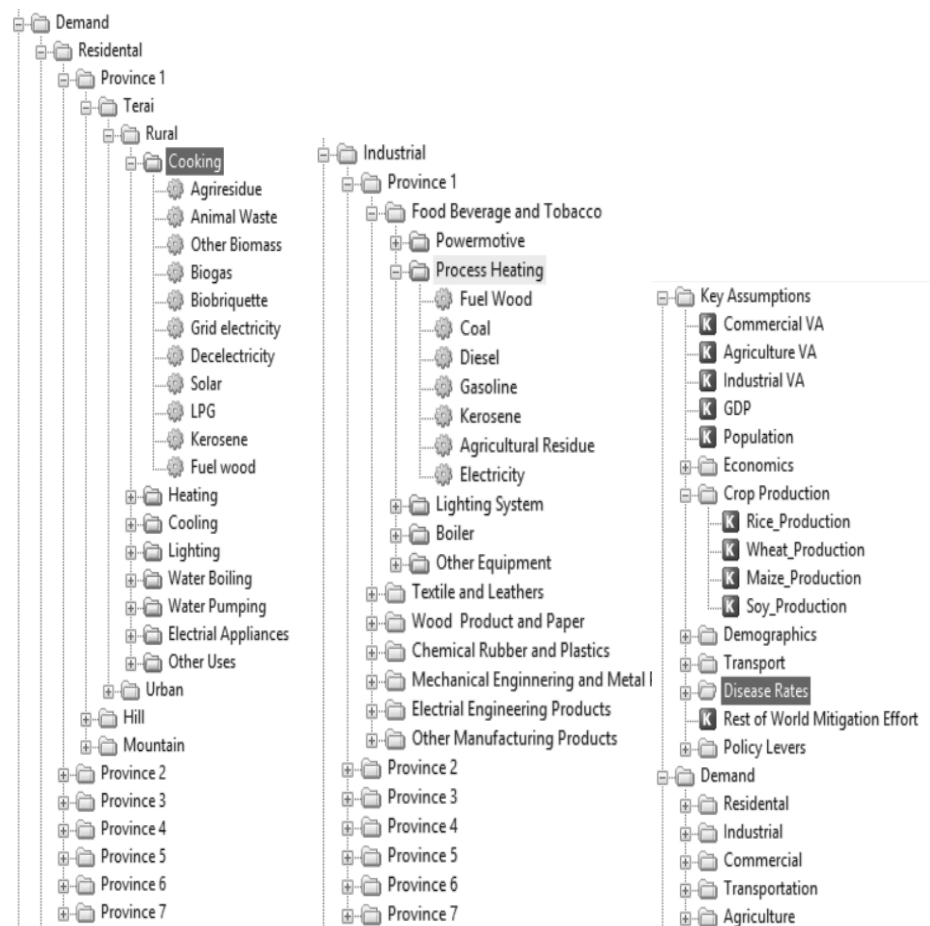 Demand
Residental
Province 1
Terai
Rural
Cooking
Agriresidue
Animal Waste
Other Biomass
Biogas
Biobriquette
Grid electricity
Decelectricity
Solar
LPG
Kerosene
Fuel wood
Heating
Cooling
Lighting
Water Boiling
Water Pumping
Electrial Appliances
Other Uses
Urban
Hill
Mountain
Province 2
Province 3
Province 4
Province 5
Province 6
Province 7
Industrial
Province 1
Food Beverage and Tobacco
Powermotive
Process Heating
Fuel Wood
Coal
Diesel
Gasoline
Kerosene
Agricultural Residue
Electricity
Lighting System
Boiler
Other Equipment
Textile and Leathers
Wood Product and Paper
Chemical Rubber and Plastics
Mechanical Enginnering and Metal
Electrial Engineering Products
Other Manufacturing Products
Province 2
Province 3
Province 4
Province 5
Province 6
Province 7
Key Assumptions
K Commercial VA
K Agriculture VA
K Industrial VA
K GDP
K Population
Economics
Crop Production
K Rice_Production
K Wheat_Production
K Maize_Production
K Soy_Production
Demographics
Transport
Disease Rates
K Rest of World Mitigation Effort
Policy Levers
Demand
Residental
Industrial
Commercial
Transportation
Agriculture